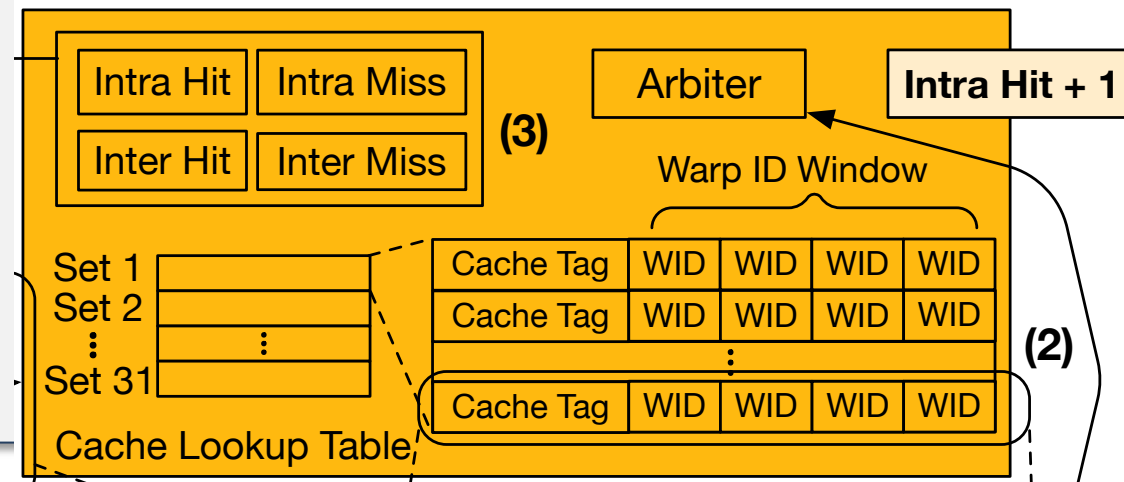 Intra Hit Intra Miss
Inter Hit Inter Miss
(3)
Arbiter
Intra Hit + 1
Warp ID Window
Set 1
Set 2
⋮
Set 31
⋮
Cache Tag WID WID WID WID
Cache Tag WID WID WID WID
⋮
Cache Tag WID WID WID WID
(2)
Cache Lookup Table